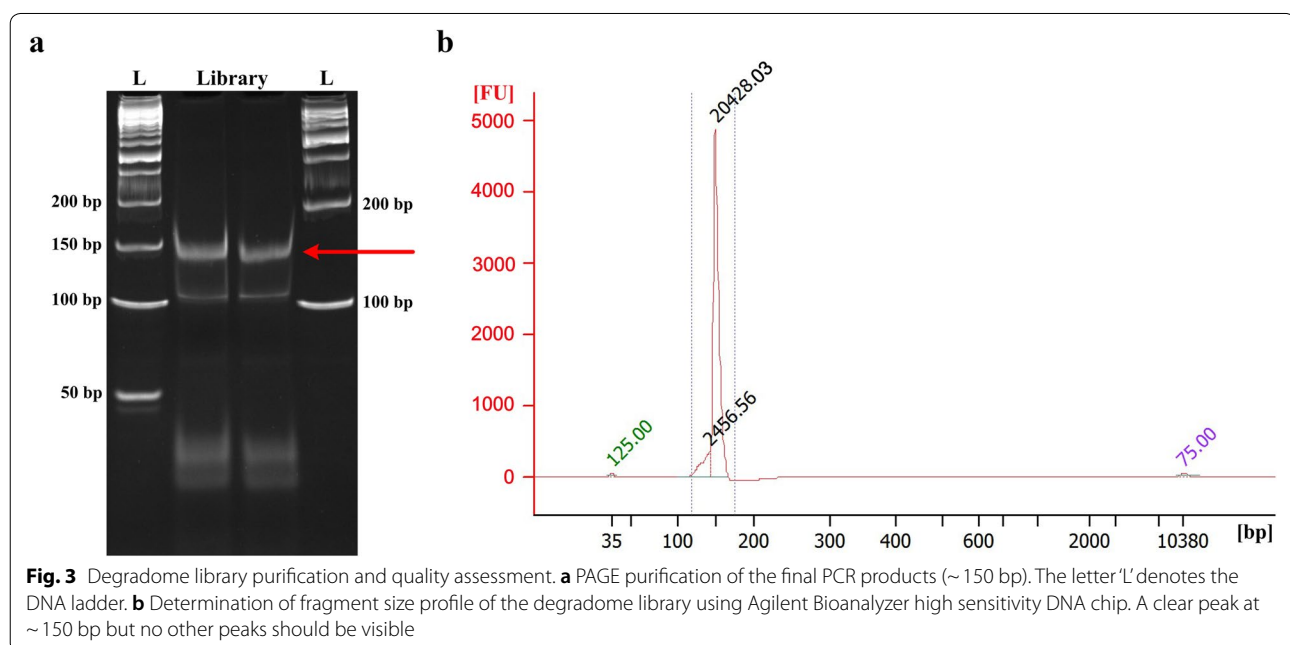 a
L Library L
200 bp
150 bp
100 bp
50 bp
200 bp
100 bp
b
[FU]
5000
4000
3000
2000
1000
0
20428.03
2456.56
125.00
75.00
35 100 200 300 400 600 2000 10380 [bp]
Fig. 3 Degradome library purification and quality assessment. a PAGE purification of the final PCR products (~ 150 bp). The letter ‘L’ denotes the
DNA ladder. b Determination of fragment size profile of the degradome library using Agilent Bioanalyzer high sensitivity DNA chip. A clear peak at
~ 150 bp but no other peaks should be visible